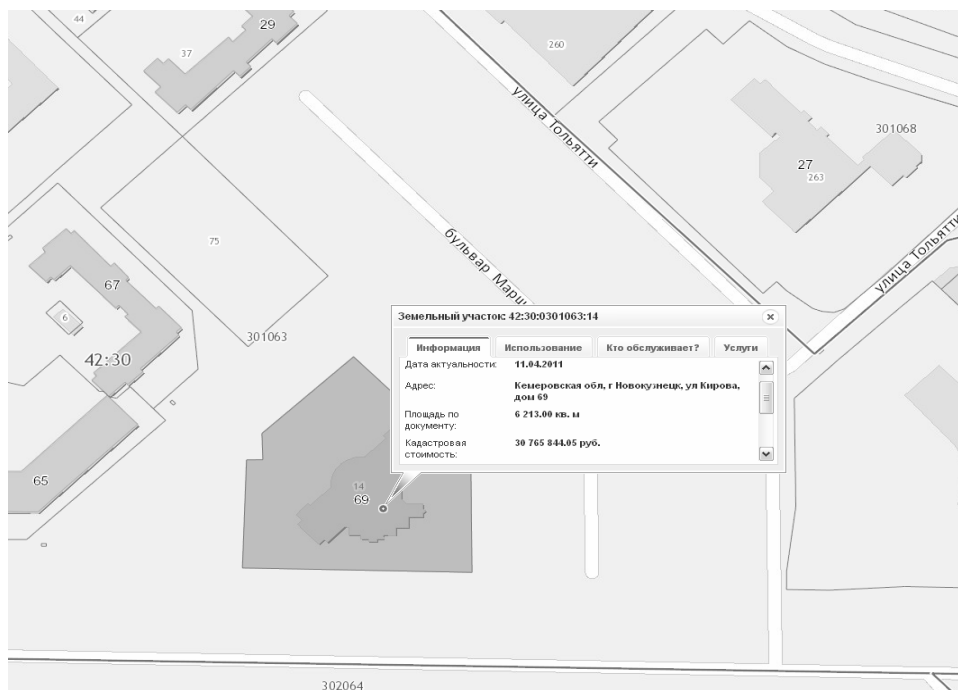 44
29
37
260
улица Тольятти
301068
27
263
75
бульвар Марш
улица Тольятти
67
6
301063
42:30
Земельный участок: 42:30:0301063:14
Информация
Использование
Кто обслуживает?
Услуги
Дата актуальности:
11.04.2011
Адрес:
Кемеровская обл, г Новокузнецк, ул Кирова,
дом 69
Площадь по
документу:
6 213.00 кв. м
Кадастровая
стоимость:
30 765 844.05 руб.
65
14
69
302064